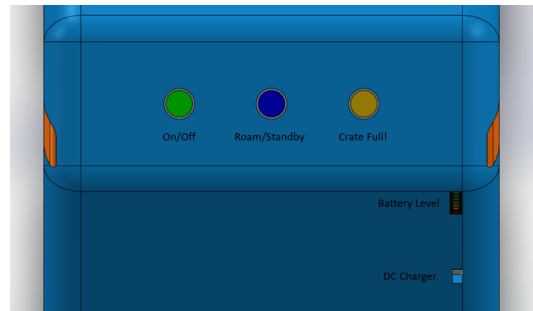 On/Off
Roam/Standby
Crate Full!
Battery Level
DC Charger